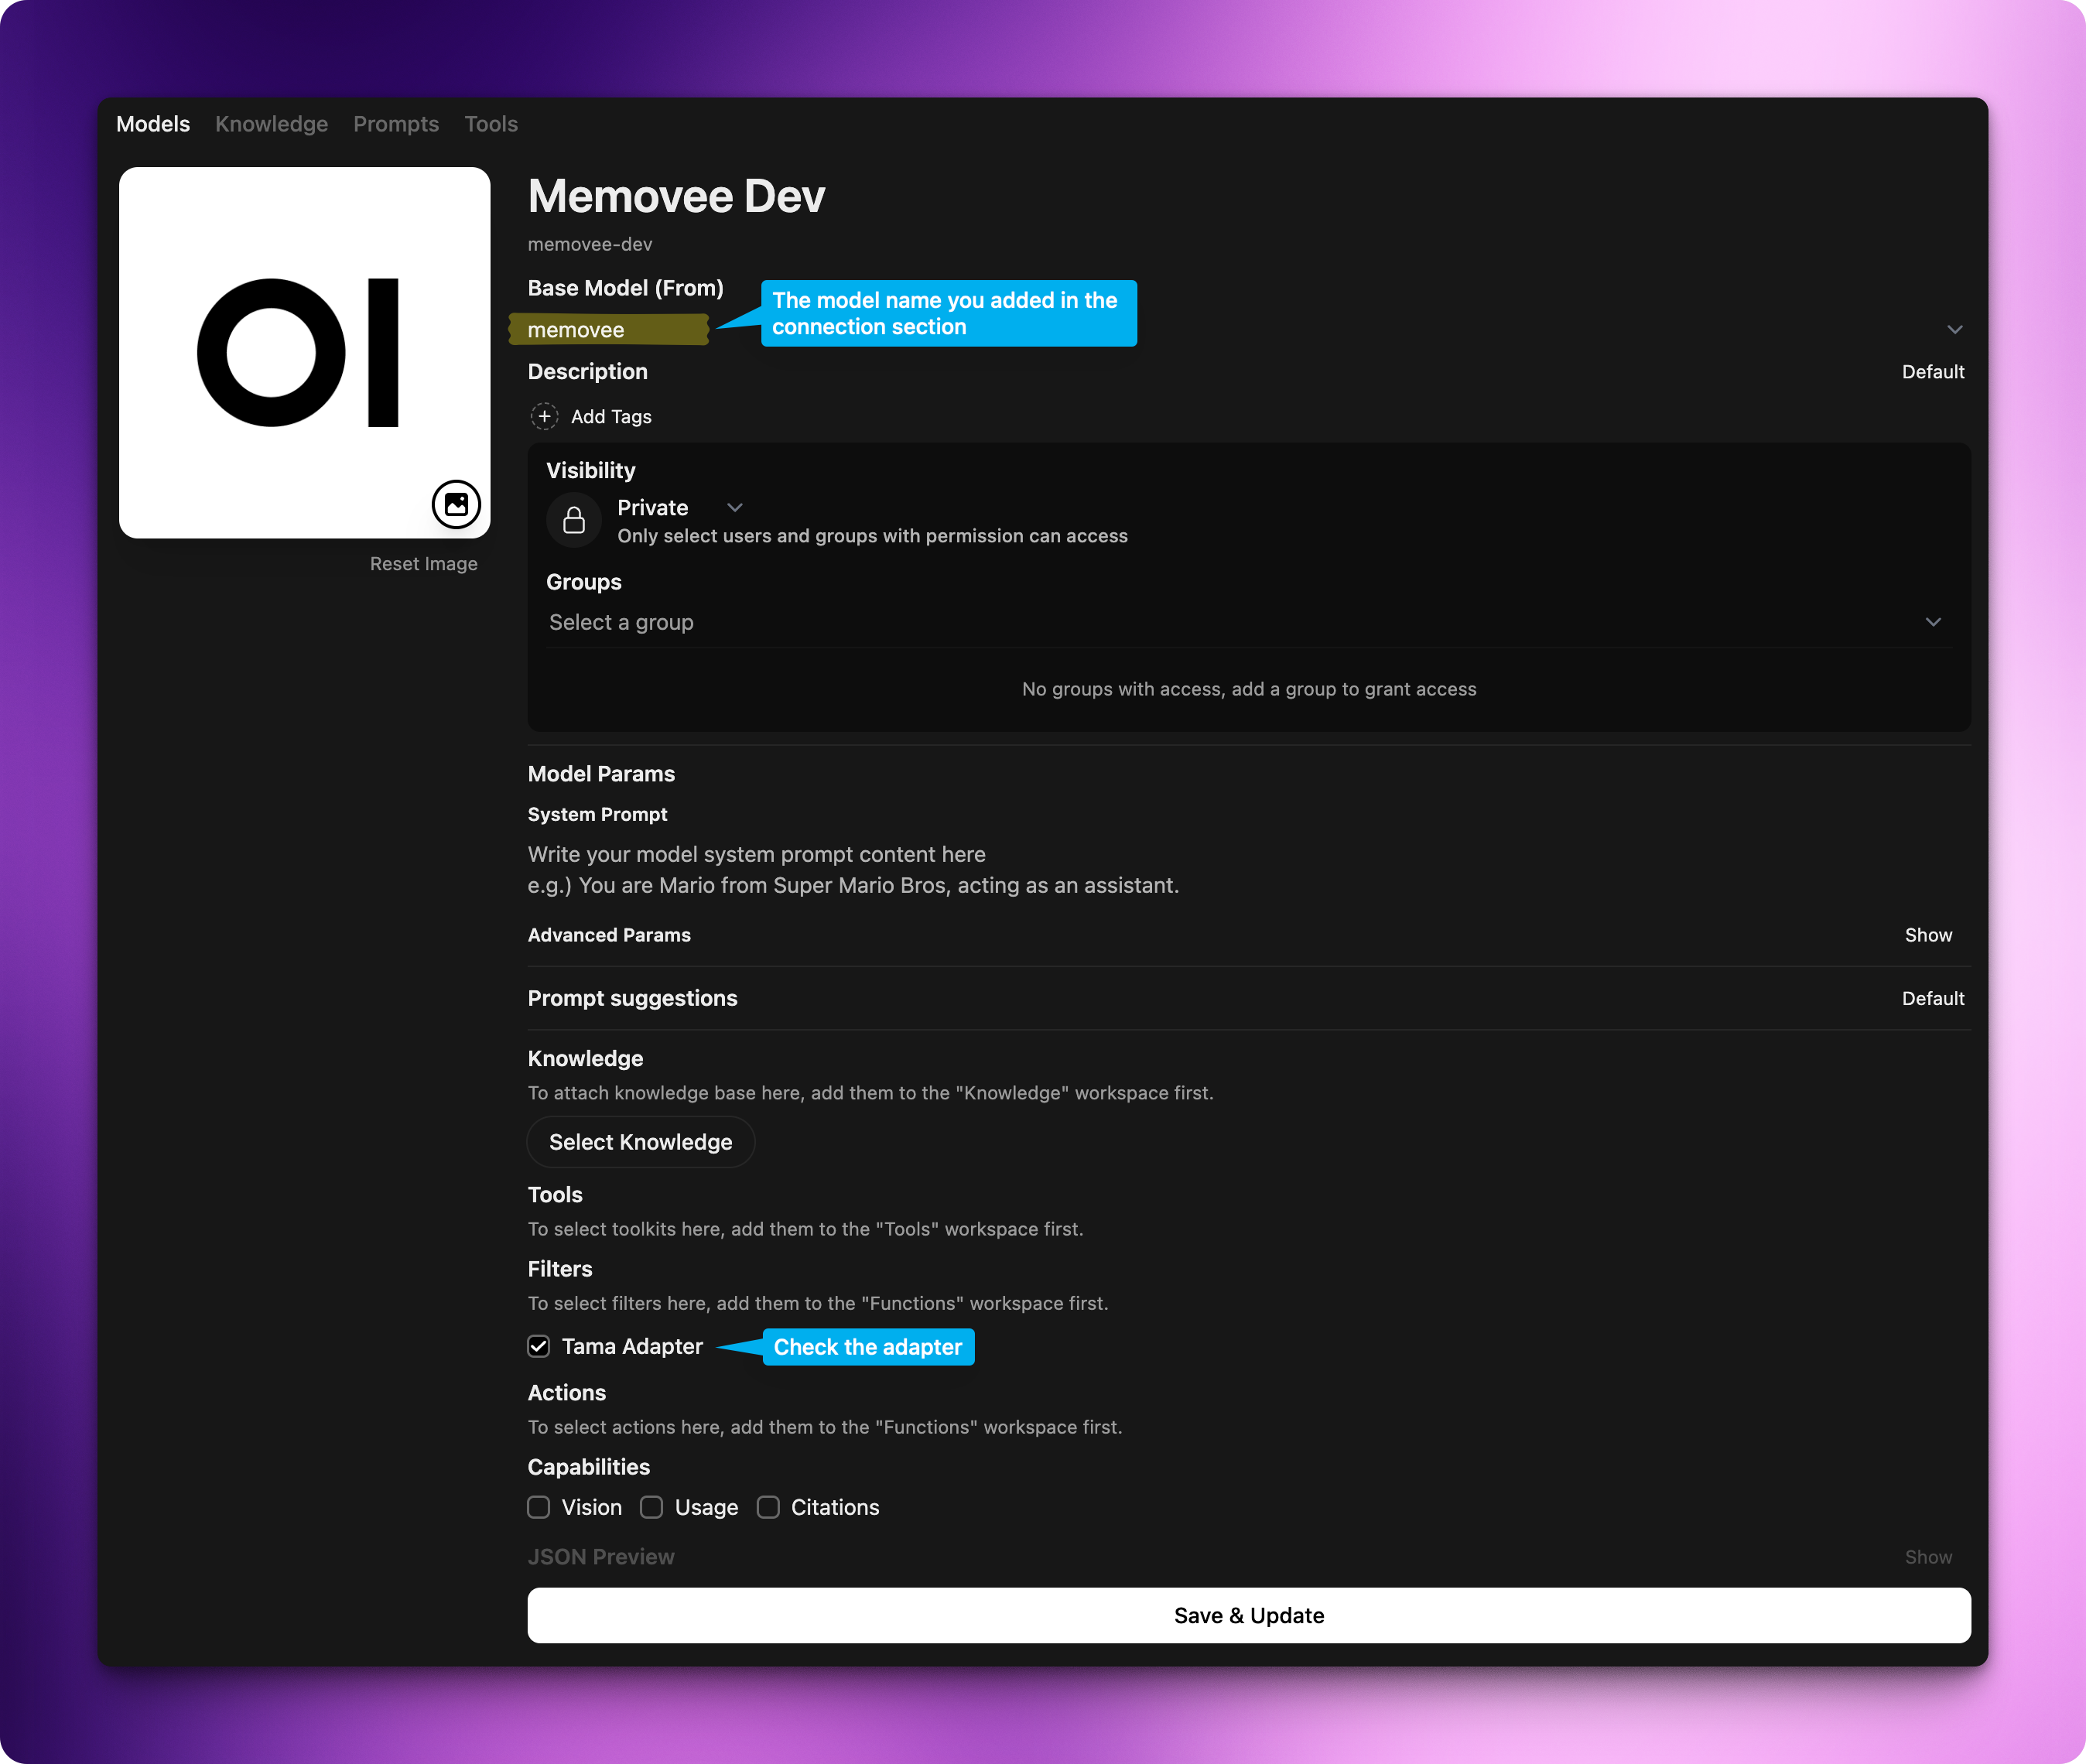 Models Knowledge Prompts Tools
OI
Reset Image
Memovee Dev
memovee-dev
Base Model (From)
memovee
The model name you added in the
connection section
Description Default
Add Tags
Visibility
Private
Only select users and groups with permission can access
Groups
Select a group
No groups with access, add a group to grant access
Model Params
System Prompt
Write your model system prompt content here
e.g.) You are Mario from Super Mario Bros, acting as an assistant.
Advanced Params Show
Prompt suggestions Default
Knowledge
To attach knowledge base here, add them to the "Knowledge" workspace first.
Select Knowledge
Tools
To select toolkits here, add them to the "Tools" workspace first.
Filters
To select filters here, add them to the "Functions" workspace first.
Tama Adapter
Check the adapter
Actions
To select actions here, add them to the "Functions" workspace first.
Capabilities
Vision Usage Citations
JSON Preview Show
Save & Update